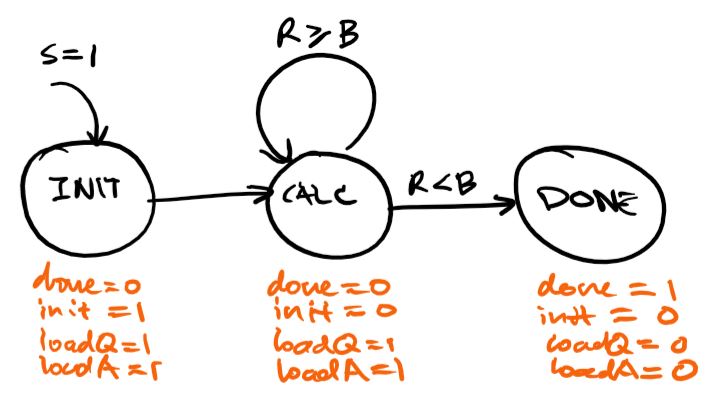 S=1
R≥B
INIT
CALC
R<B
DONE
done=0
init=1
loadQ=1
loadA=1
done=0
init=0
loadQ=1
loadA=1
done=1
init=0
loadQ=0
loadA=0